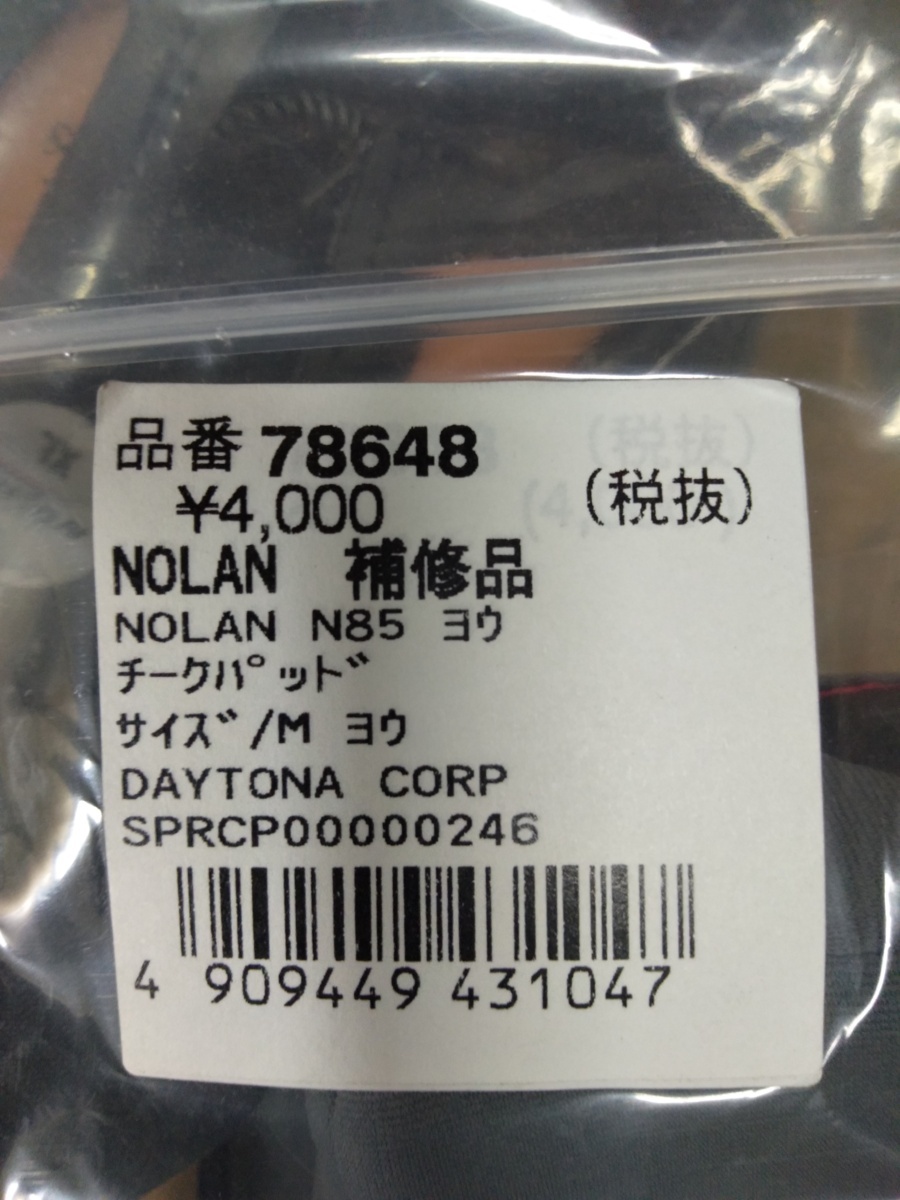 品番 78648
¥4,000 (税抜)
NOLAN 補修品
NOLAN N85 ヨウ
チークパッド
サイズ/M ヨウ
DAYTONA CORP
SPRCP00000246
4 909449 431047